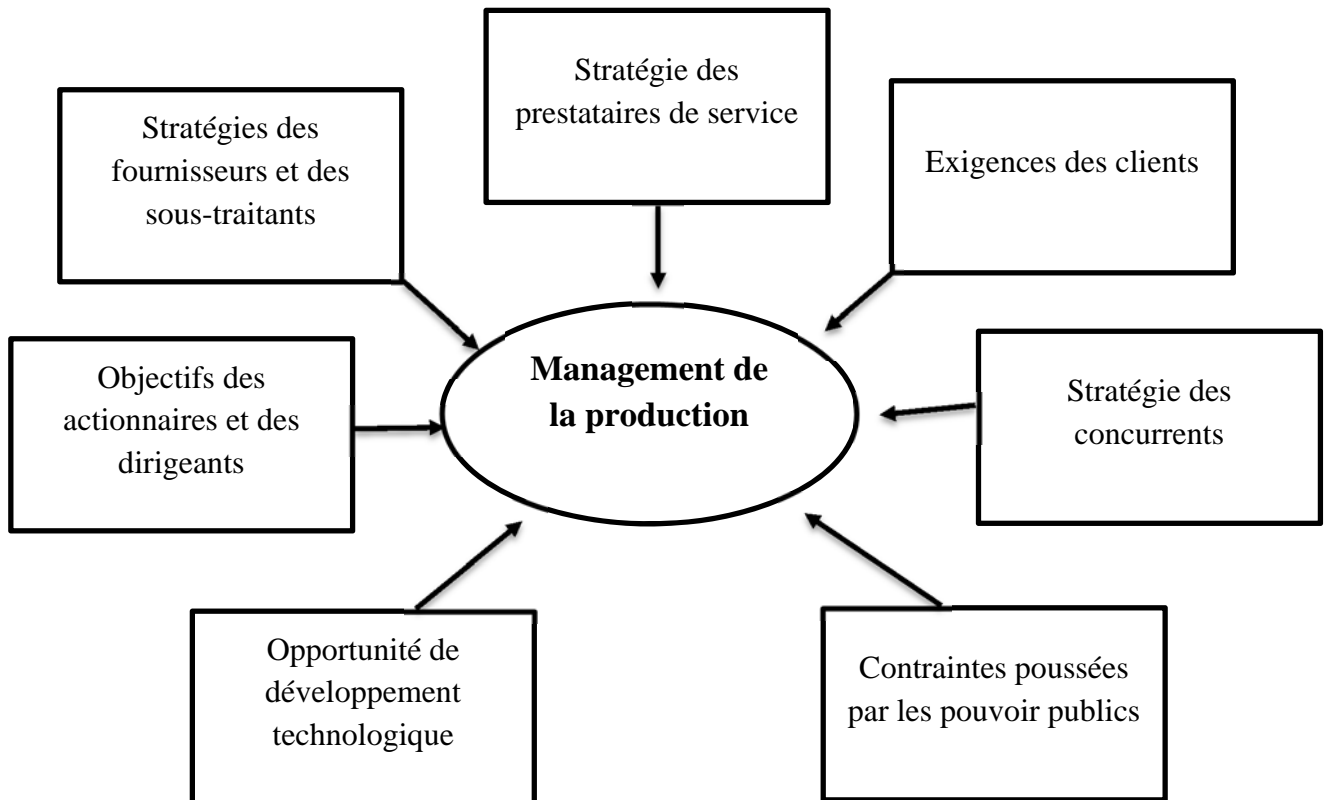 Stratégie des
prestataires de service
Stratégies des
fournisseurs et des
sous-traitants
Exigences des clients
Management de
la production
Objectifs des
actionnaires et des
dirigeants
Stratégie des
concurrents
Opportunité de
développement
technologique
Contraintes poussées
par les pouvoir publics